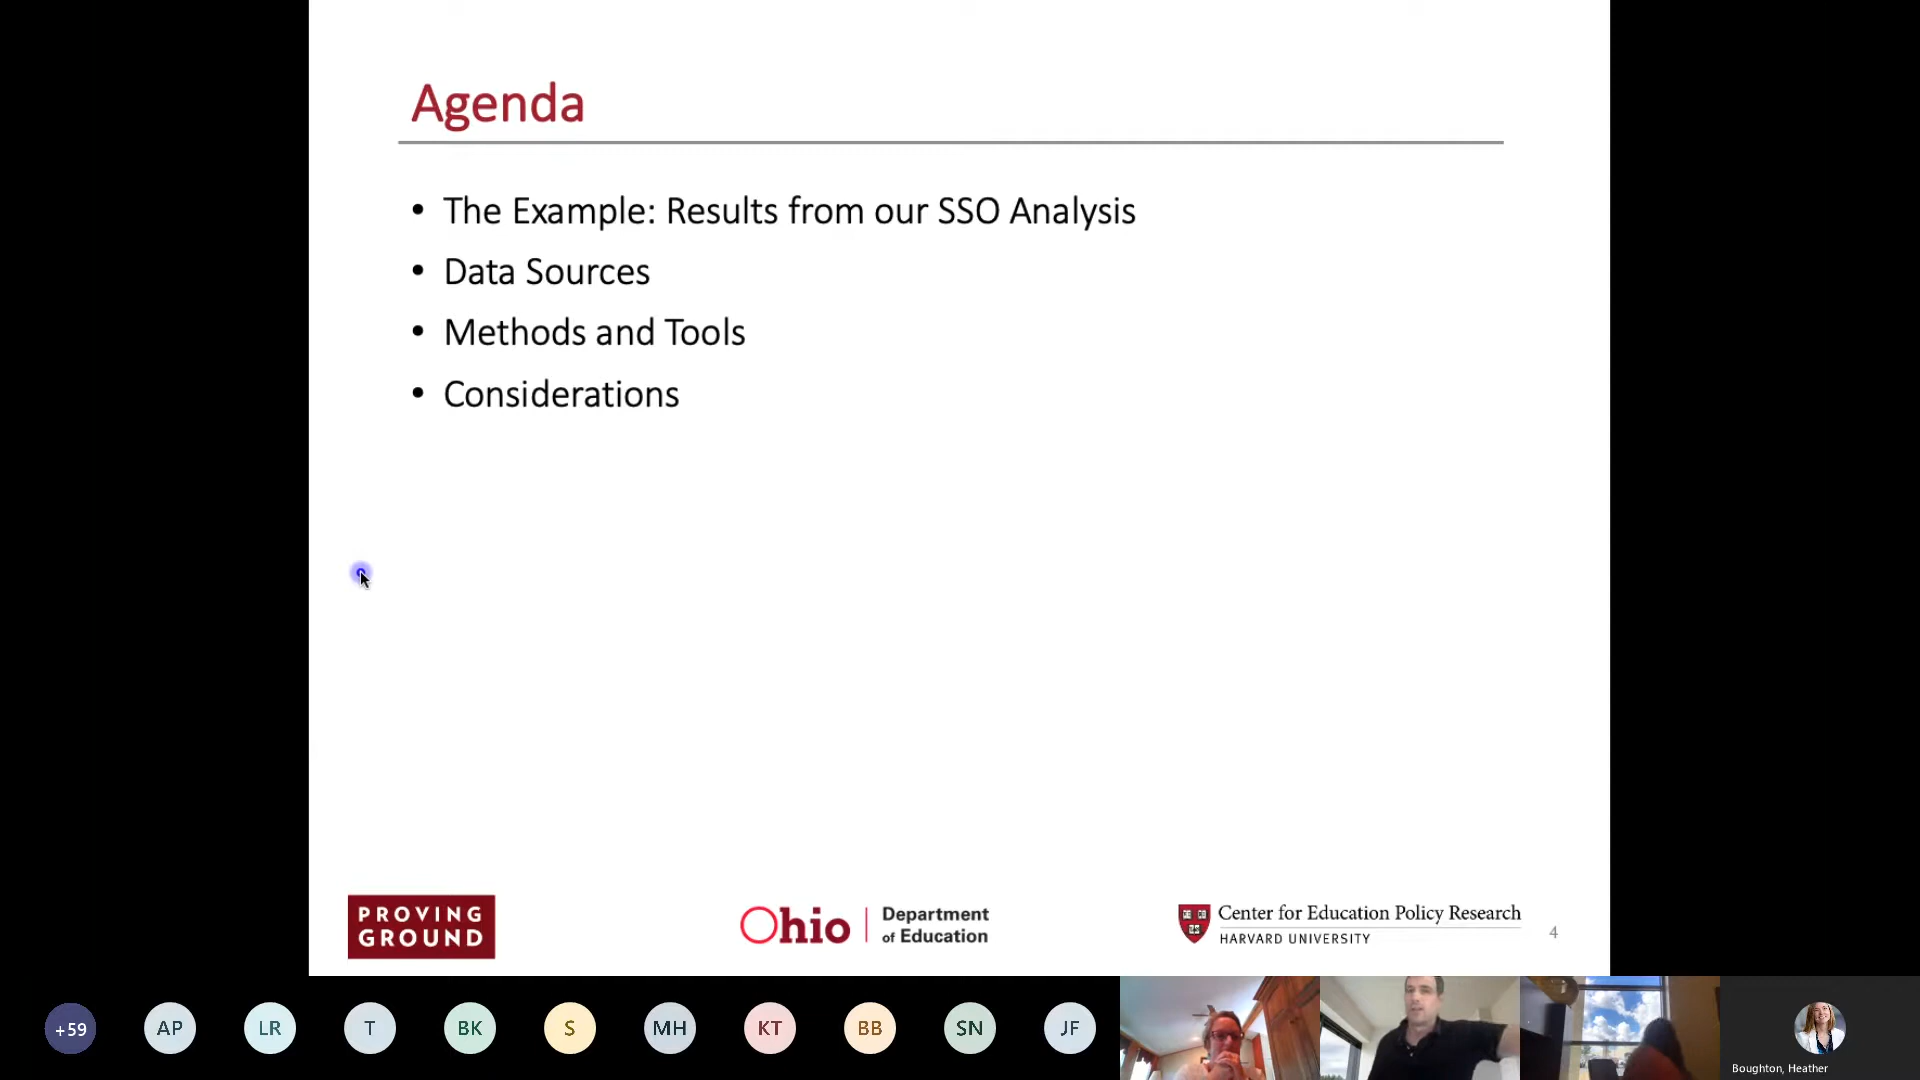 Agenda
• The Example: Results from our SSO Analysis
• Data Sources
• Methods and Tools
• Considerations
PROVING
GROUND
Ohio
Department
of Education
Center for Education Policy Research
HARVARD UNIVERSITY
4
+59
AP
LR
T
BK
S
MH
KT
BB
SN
JF
Boughton, Heather